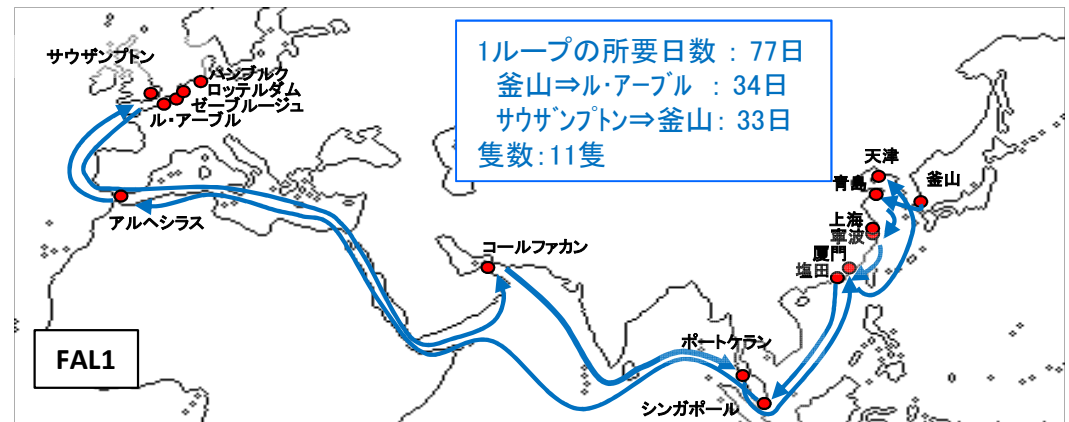 1ループの所要日数 : 77日
釜山⇒ル・アーブル : 34日
ｻｳｻﾞﾝﾌﾟﾄﾝ⇒釜山: 33日
隻数:11隻
サウザンプトン
ハンブルク
ロッテルダム
ゼーブルージュ
ル・アーブル
アルヘシラス
コールファカン
天津
青島
釜山
上海
寧波
厦門
塩田
ポートケラン
シンガポール
FAL1